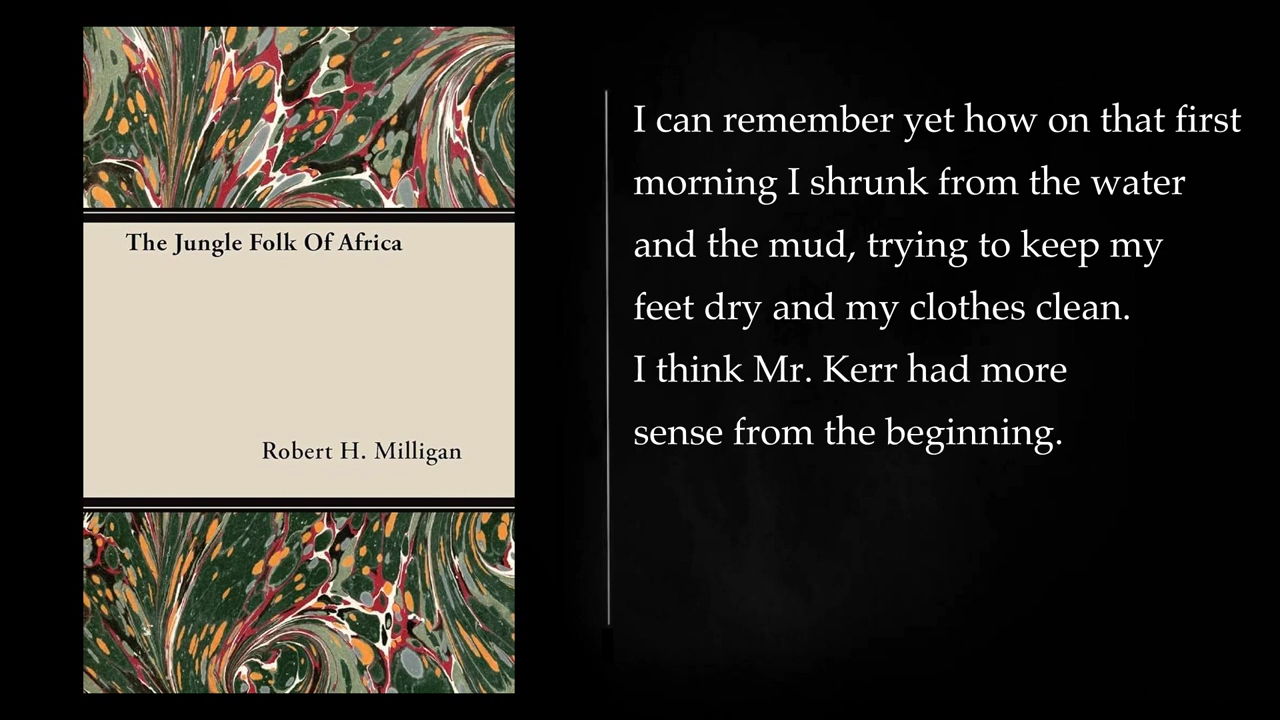 The Jungle Folk Of Africa
Robert H. Milligan
I can remember yet how on that first
morning I shrunk from the water
and the mud, trying to keep my
feet dry and my clothes clean.
I think Mr. Kerr had more
sense from the beginning.